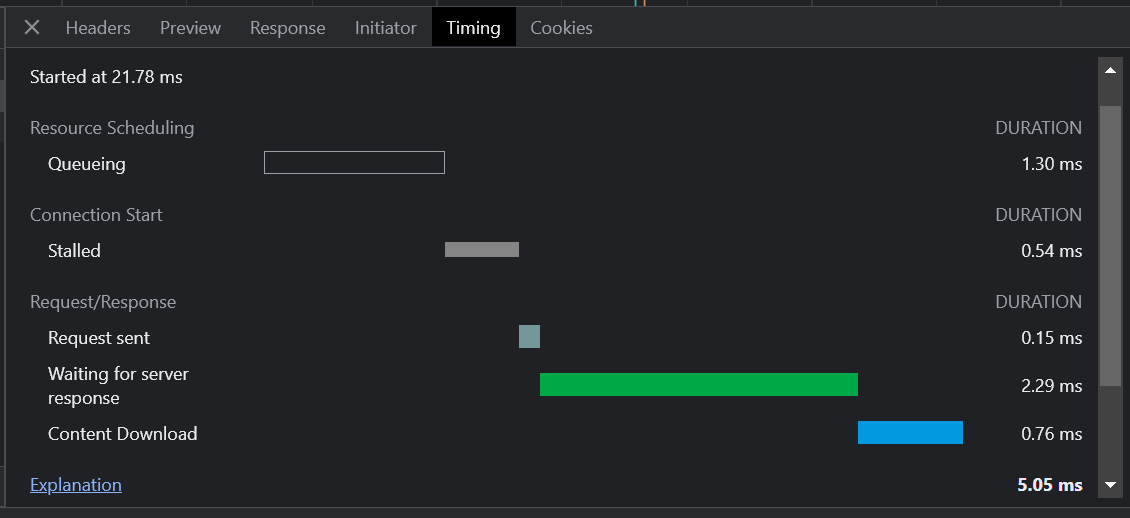 Headers Preview Response Initiator Timing Cookies
Started at 21.78 ms
Resource Scheduling DURATION
Queueing 1.30 ms
Connection Start DURATION
Stalled 0.54 ms
Request/Response DURATION
Request sent 0.15 ms
Waiting for server
response 2.29 ms
Content Download 0.76 ms
Explanation 5.05 ms